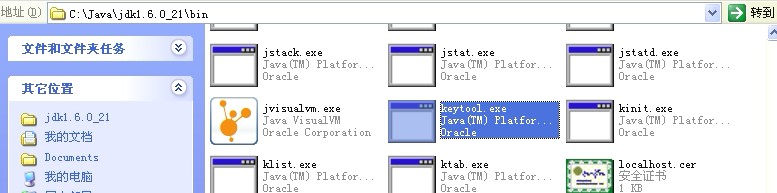 地址(D) C:\Java\jdk1.6.0_21\bin 转到
文件和文件夹任务
其它位置
jdk1.6.0_21
我的文档
Documents
我的电脑
jstack.exe
Java(TM) Platfor...
Oracle
jstat.exe
Java(TM) Platfor...
Oracle
jstatd.exe
Java(TM) Platfor...
Oracle
jvisualvm.exe
Java VisualVM
Oracle Corporation
keytool.exe
Java(TM) Platfor...
Oracle
kinit.exe
Java(TM) Platfor...
Oracle
klist.exe
Java(TM) Platfor...
Oracle
ktab.exe
Java(TM) Platfor...
Oracle
localhost.cer
安全证书
1 KB